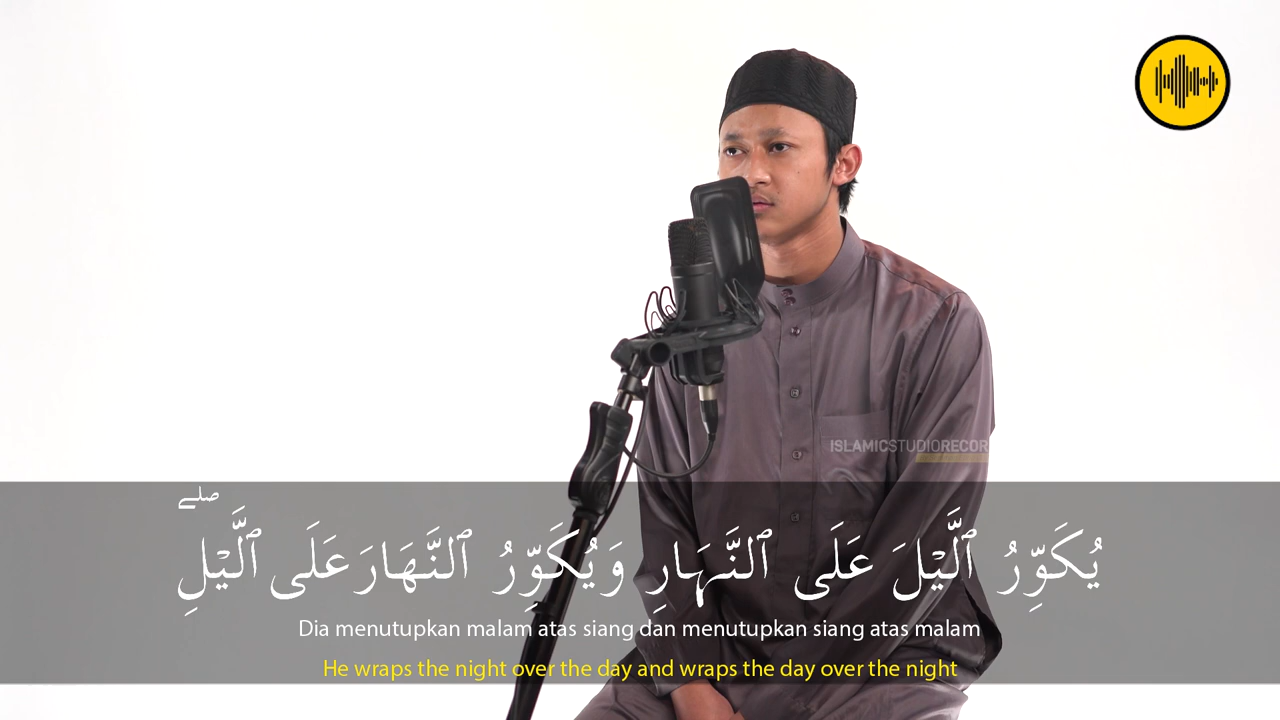 ISLAMICSTUDIORECOR
يُكَوِّرُ ٱلَّيْلَ عَلَى ٱلنَّهَارِ وَيُكَوِّرُ ٱلنَّهَارَ عَلَى ٱلَّيْلِ ۖ
Dia menutupkan malam atas siang dan menutupkan siang atas malam
He wraps the night over the day and wraps the day over the night